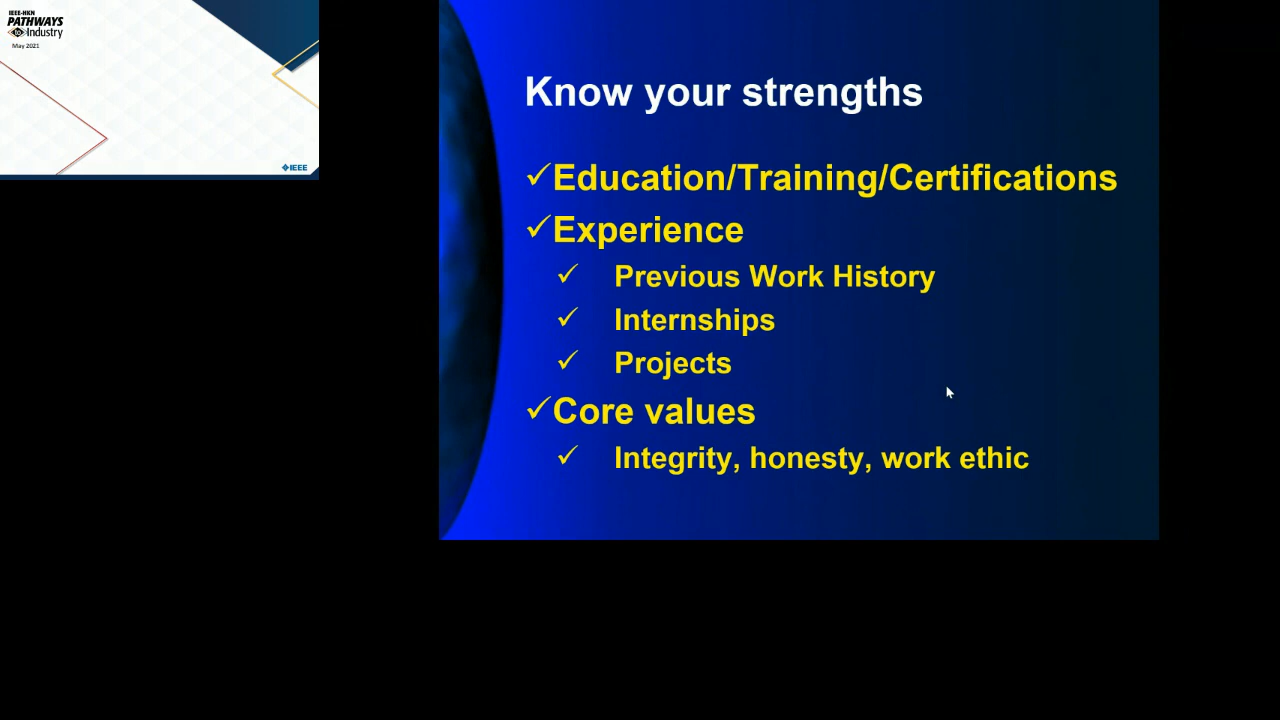 IEEE-HKN
PATHWAYS
to Industry
May 2021
IEEE
Know your strengths
✓Education/Training/Certifications
✓Experience
✓ Previous Work History
✓ Internships
✓ Projects
✓Core values
✓ Integrity, honesty, work ethic